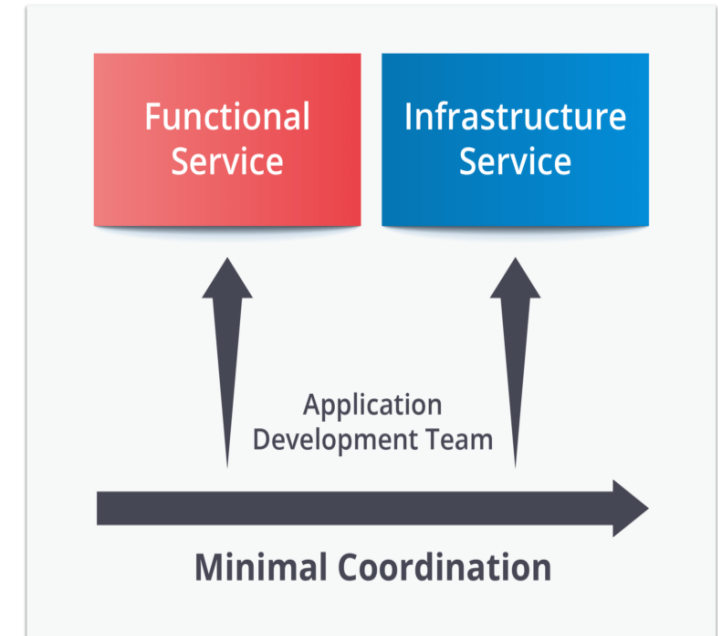 Functional
Service
Infrastructure
Service
Application
Development Team
Minimal Coordination